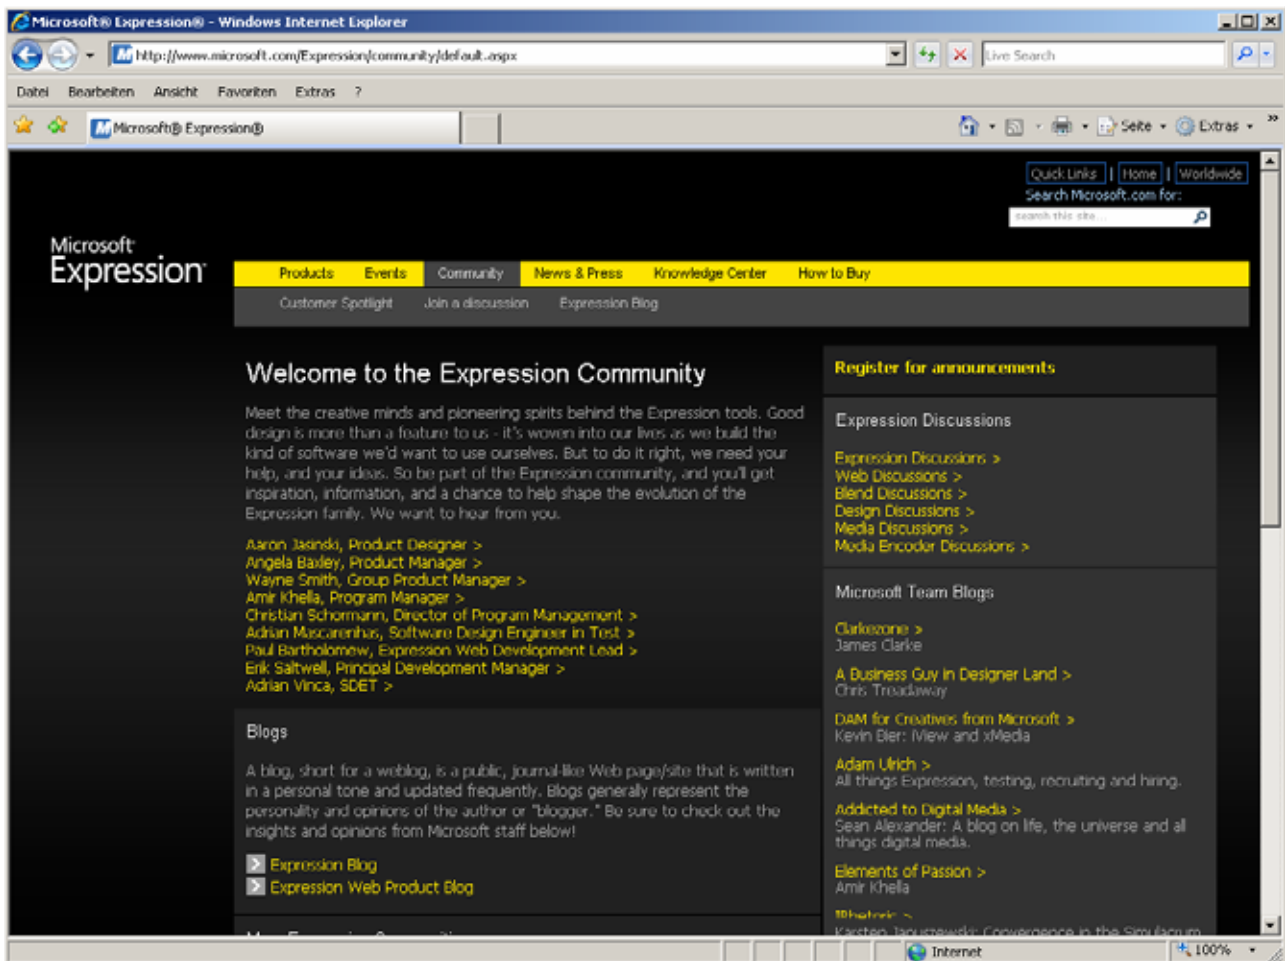 Microsoft® Expression® - Windows Internet Explorer
http://www.microsoft.com/Expression/community/default.aspx
Live Search
Datei Bearbeiten Ansicht Favoriten Extras ?
Microsoft® Expression®
Seite Extras
Quick Links | Home | Worldwide
Search Microsoft.com for:
search this site...
Microsoft
Expression
Products Events Community News & Press Knowledge Center How to Buy
Customer Spotlight Join a discussion Expression Blog
Welcome to the Expression Community
Meet the creative minds and pioneering spirits behind the Expression tools. Good
design is more than a feature to us - it's woven into our lives as we build the
kind of software we'd want to use ourselves. But to do it right, we need your
help, and your ideas. So be part of the Expression community, and you'll get
inspiration, information, and a chance to help shape the evolution of the
Expression family. We want to hear from you.
Aaron Jasinski, Product Designer >
Angela Baxley, Product Manager >
Wayne Smith, Group Product Manager >
Amir Khella, Program Manager >
Christian Schormann, Director of Program Management >
Adrian Mascarenhas, Software Design Engineer in Test >
Paul Bartholomew, Expression Web Development Lead >
Erik Saltwell, Principal Development Manager >
Adrian Vinca, SDET >
Blogs
A blog, short for a weblog, is a public, journal-like Web page/site that is written
in a personal tone and updated frequently. Blogs generally represent the
personality and opinions of the author or "blogger." Be sure to check out the
insights and opinions from Microsoft staff below!
Expression Blog
Expression Web Product Blog
Register for announcements
Expression Discussions
Expression Discussions >
Web Discussions >
Blend Discussions >
Design Discussions >
Media Discussions >
Media Encoder Discussions >
Microsoft Team Blogs
Clarkezone >
James Clarke
A Business Guy in Designer Land >
Chris Treadaway
DAM for Creatives from Microsoft >
Kevin Bier: iView and xMedia
Adam Ulrich >
All things Expression, testing, recruiting and hiring.
Addicted to Digital Media >
Sean Alexander: A blog on life, the universe and all
things digital media.
Elements of Passion >
Amir Khella
Karsten Januszewski: Convergence in the Simulacrum
Internet
100%